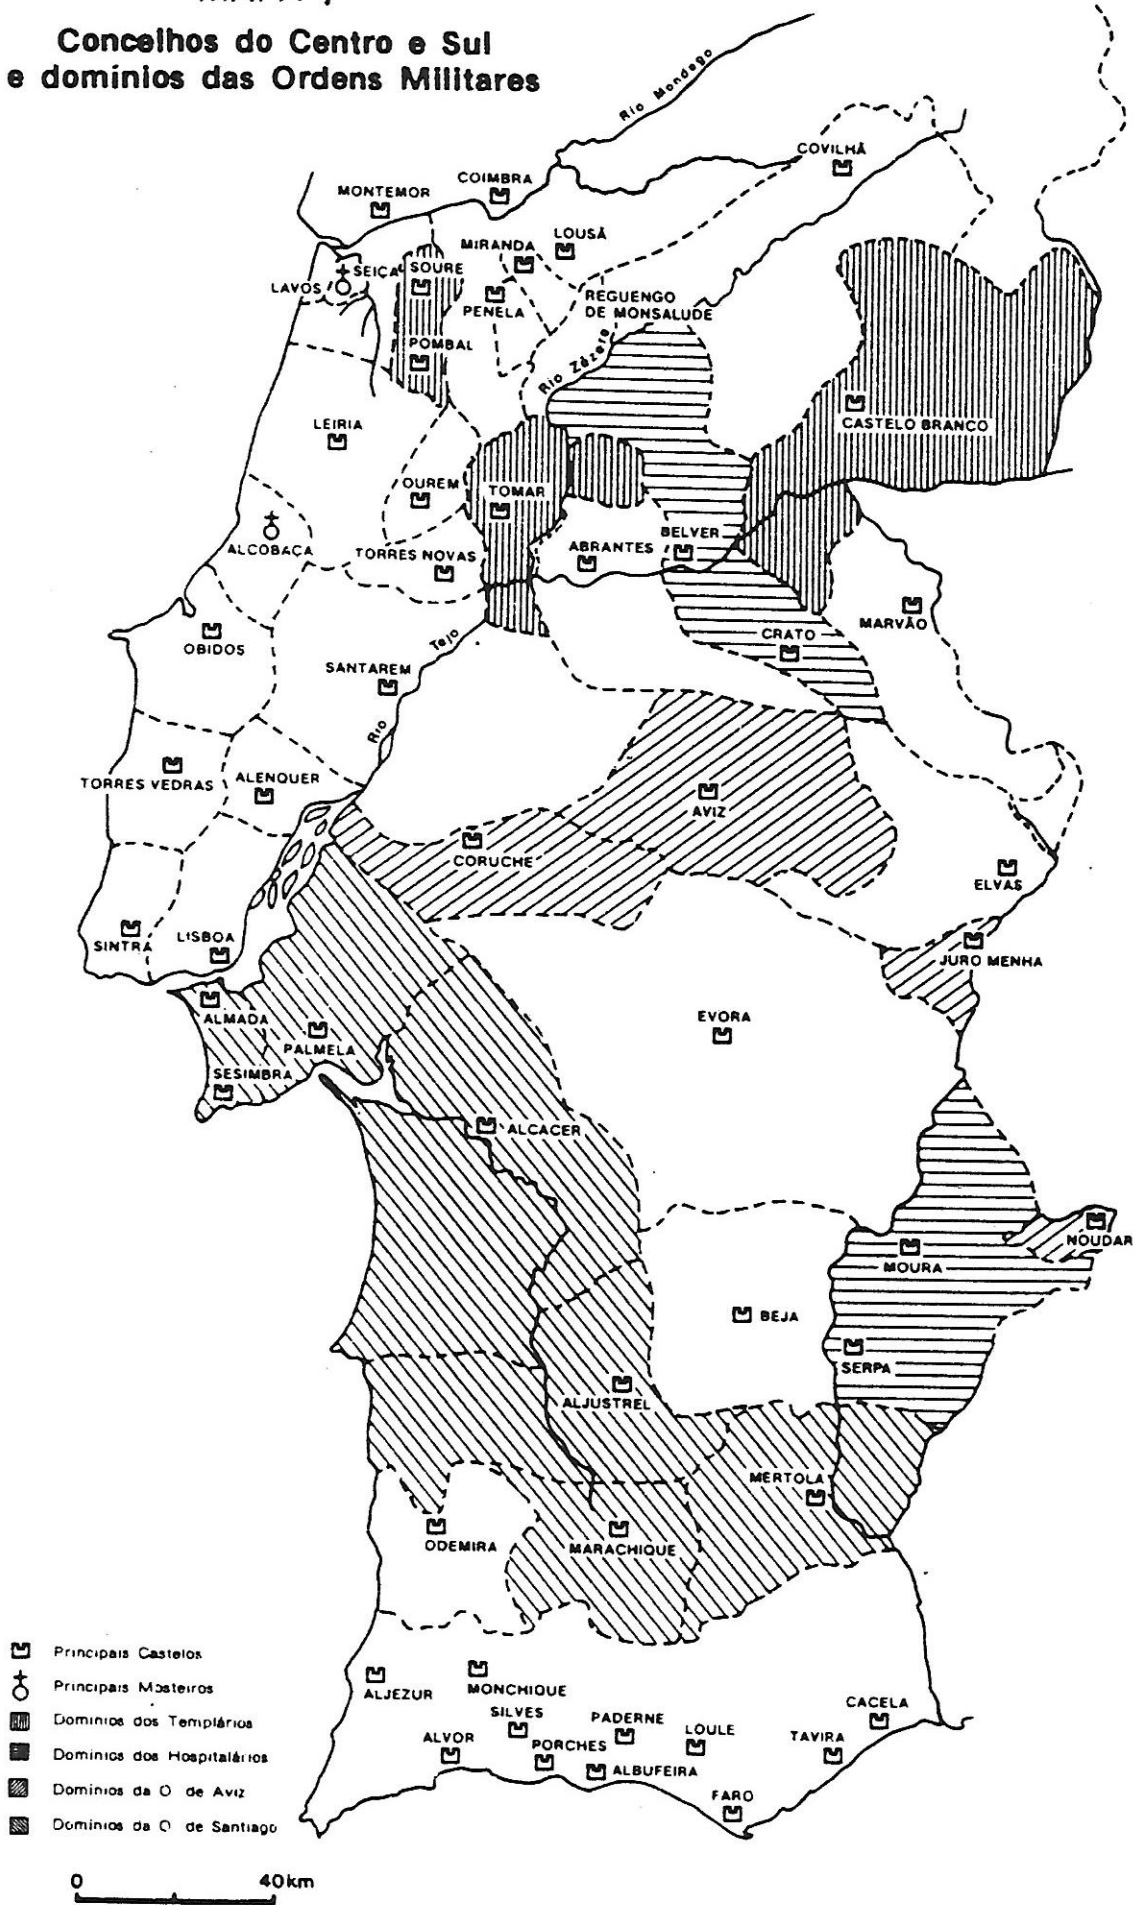 Concelhos do Centro e Sul
e domínios das Ordens Militares
Rio Mondego
COVILHÃ
COIMBRA
MONTEMOR
LOUSÃ
MIRANDA
SEICA
SOURE
LAVOS
PENELA
REGUENGO
DE MONSALUDE
POMBAL
Rio Zêzere
CASTELO BRANCO
LEIRIA
OUREM
TOMAR
ALCOBAÇA
TORRES NOVAS
ABRANTES
BELVER
MARVÃO
OBIDOS
CRATO
Rio Tejo
SANTAREM
TORRES VEDRAS
ALENQUER
AVIZ
CORUCHE
ELVAS
SINTRA
LISBOA
JURO MENHA
ALMADA
EVORA
PALMELA
SESIMBRA
ALCACER
NOUDAR
MOURA
BEJA
SERPA
ALJUSTREL
MERTOLA
ODEMIRA
MARACHIQUE
ALJEZUR
MONCHIQUE
SILVES
PADERNE
CACELA
ALVOR
PORCHES
LOULE
TAVIRA
ALBUFEIRA
FARO
Principais Castelos
Principais Mosteiros
Domínios dos Templários
Domínios dos Hospitalários
Domínios da O de Aviz
Domínios da O de Santiago
0 40km